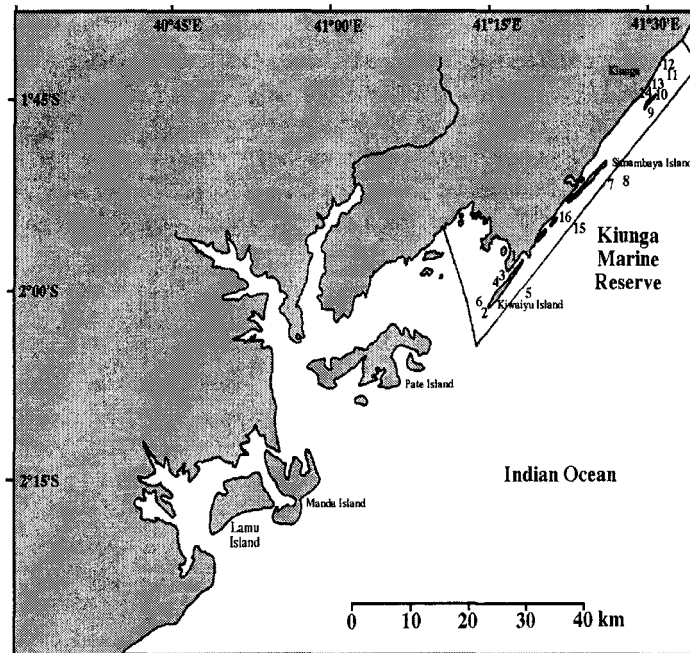 40°45'E 41°00'E 41°15'E 41°30'E
1°45'S
2°00'S
2°15'S
Kiunga
12
11
13
14 10
9
Simambaya Island
7 8
16
15
Kiunga
Marine
Reserve
1
3
4
5
6
2
Kiwaiyu Island
Pate Island
Indian Ocean
Manda Island
Lamu
Island
0 10 20 30 40 km